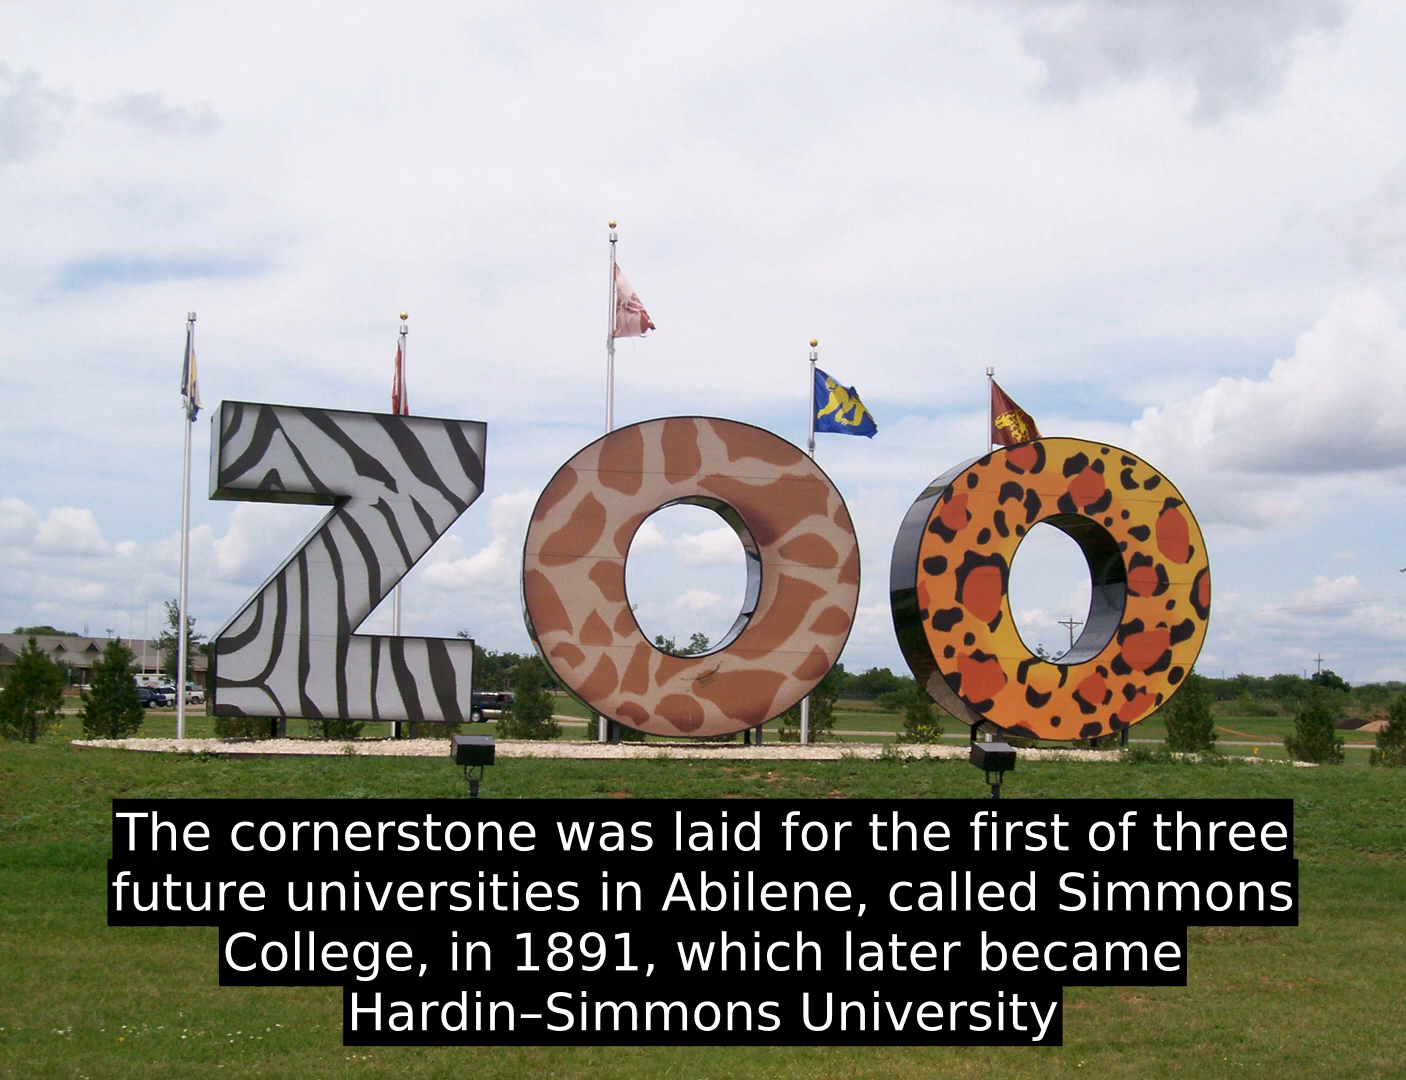 ZOO
The cornerstone was laid for the first of three
future universities in Abilene, called Simmons
College, in 1891, which later became
Hardin–Simmons University